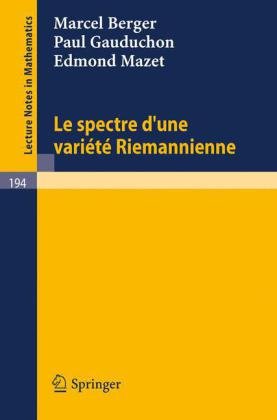 Marcel Berger
Paul Gauduchon
Edmond Mazet
Lecture Notes in Mathematics
194
Le spectre d'une
variété Riemannienne
Springer